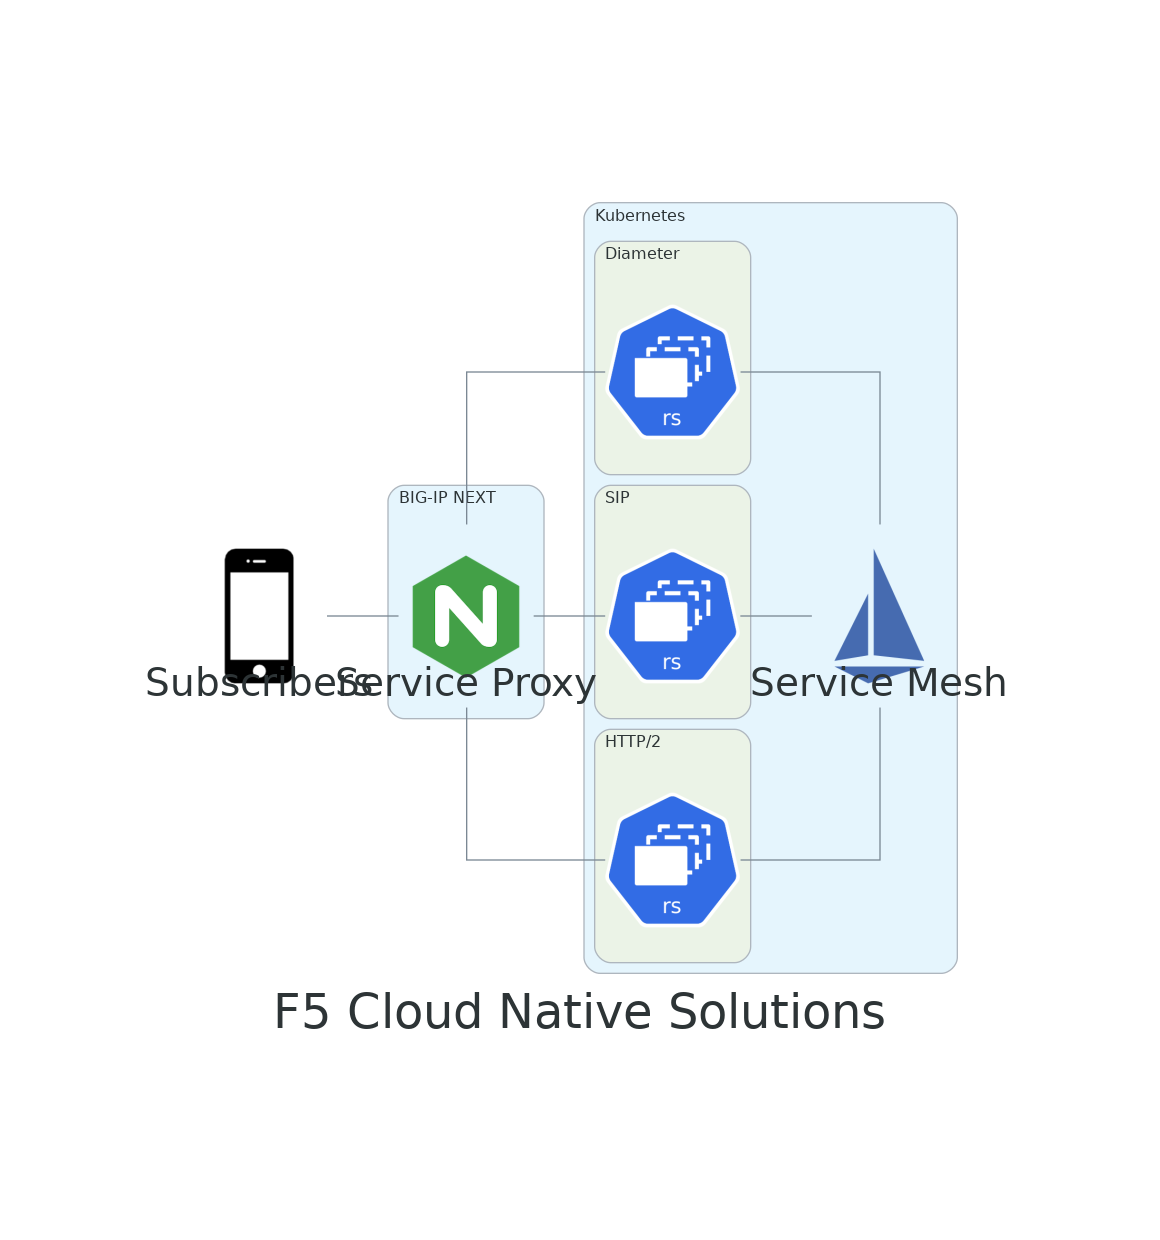 Kubernetes
Diameter
rs
BIG-IP NEXT
SIP
rs
Subscribers
Service Proxy
Service Mesh
HTTP/2
rs
F5 Cloud Native Solutions